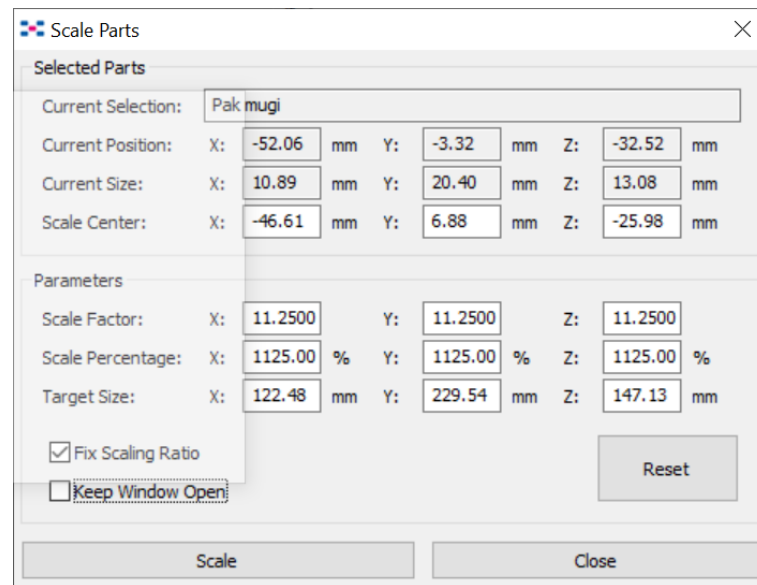 Scale Parts
Selected Parts
Current Selection: Pak mugi
Current Position: X: -52.06 mm Y: -3.32 mm Z: -32.52 mm
Current Size: X: 10.89 mm Y: 20.40 mm Z: 13.08 mm
Scale Center: X: -46.61 mm Y: 6.88 mm Z: -25.98 mm
Parameters
Scale Factor: X: 11.2500 Y: 11.2500 Z: 11.2500
Scale Percentage: X: 1125.00 % Y: 1125.00 % Z: 1125.00 %
Target Size: X: 122.48 mm Y: 229.54 mm Z: 147.13 mm
Fix Scaling Ratio
Reset
Keep Window Open
Scale Close